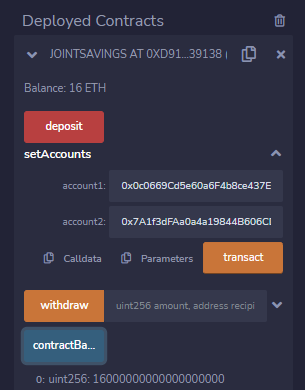 Deployed Contracts
JOINTSAVINGS AT 0XD91...39138 (
Balance: 16 ETH
deposit
setAccounts
account1: 0x0c0669Cd5e60a6F4b8ce437E
account2: 0x7A1f3dFAa0a4a19844B606CI
Calldata Parameters transact
withdraw uint256 amount, address recipi
contractBa...
0: uint256: 16000000000000000000